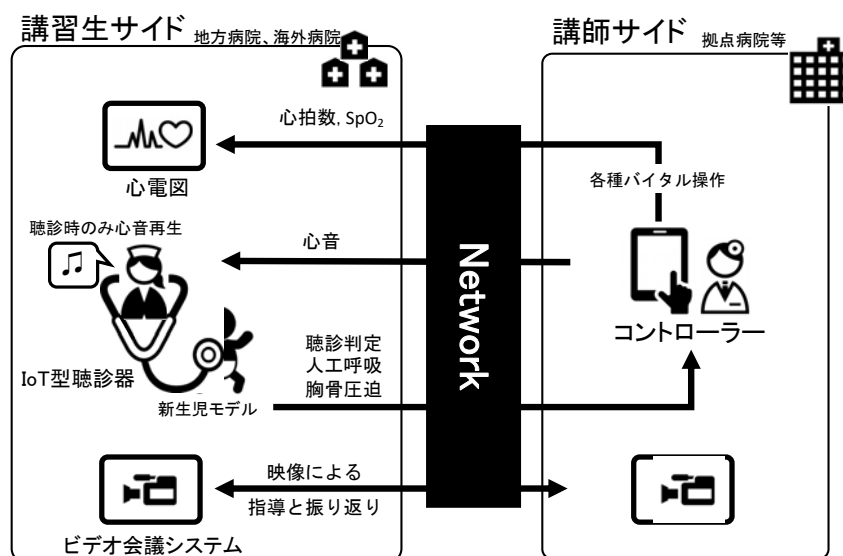 講習生サイド 地方病院、海外病院
講師サイド 拠点病院等
心拍数, SpO₂
心電図
各種バイタル操作
聴診時のみ心音再生
心音
Network
コントローラー
聴診判定
人工呼吸
胸骨圧迫
IoT型聴診器
新生児モデル
映像による
指導と振り返り
ビデオ会議システム